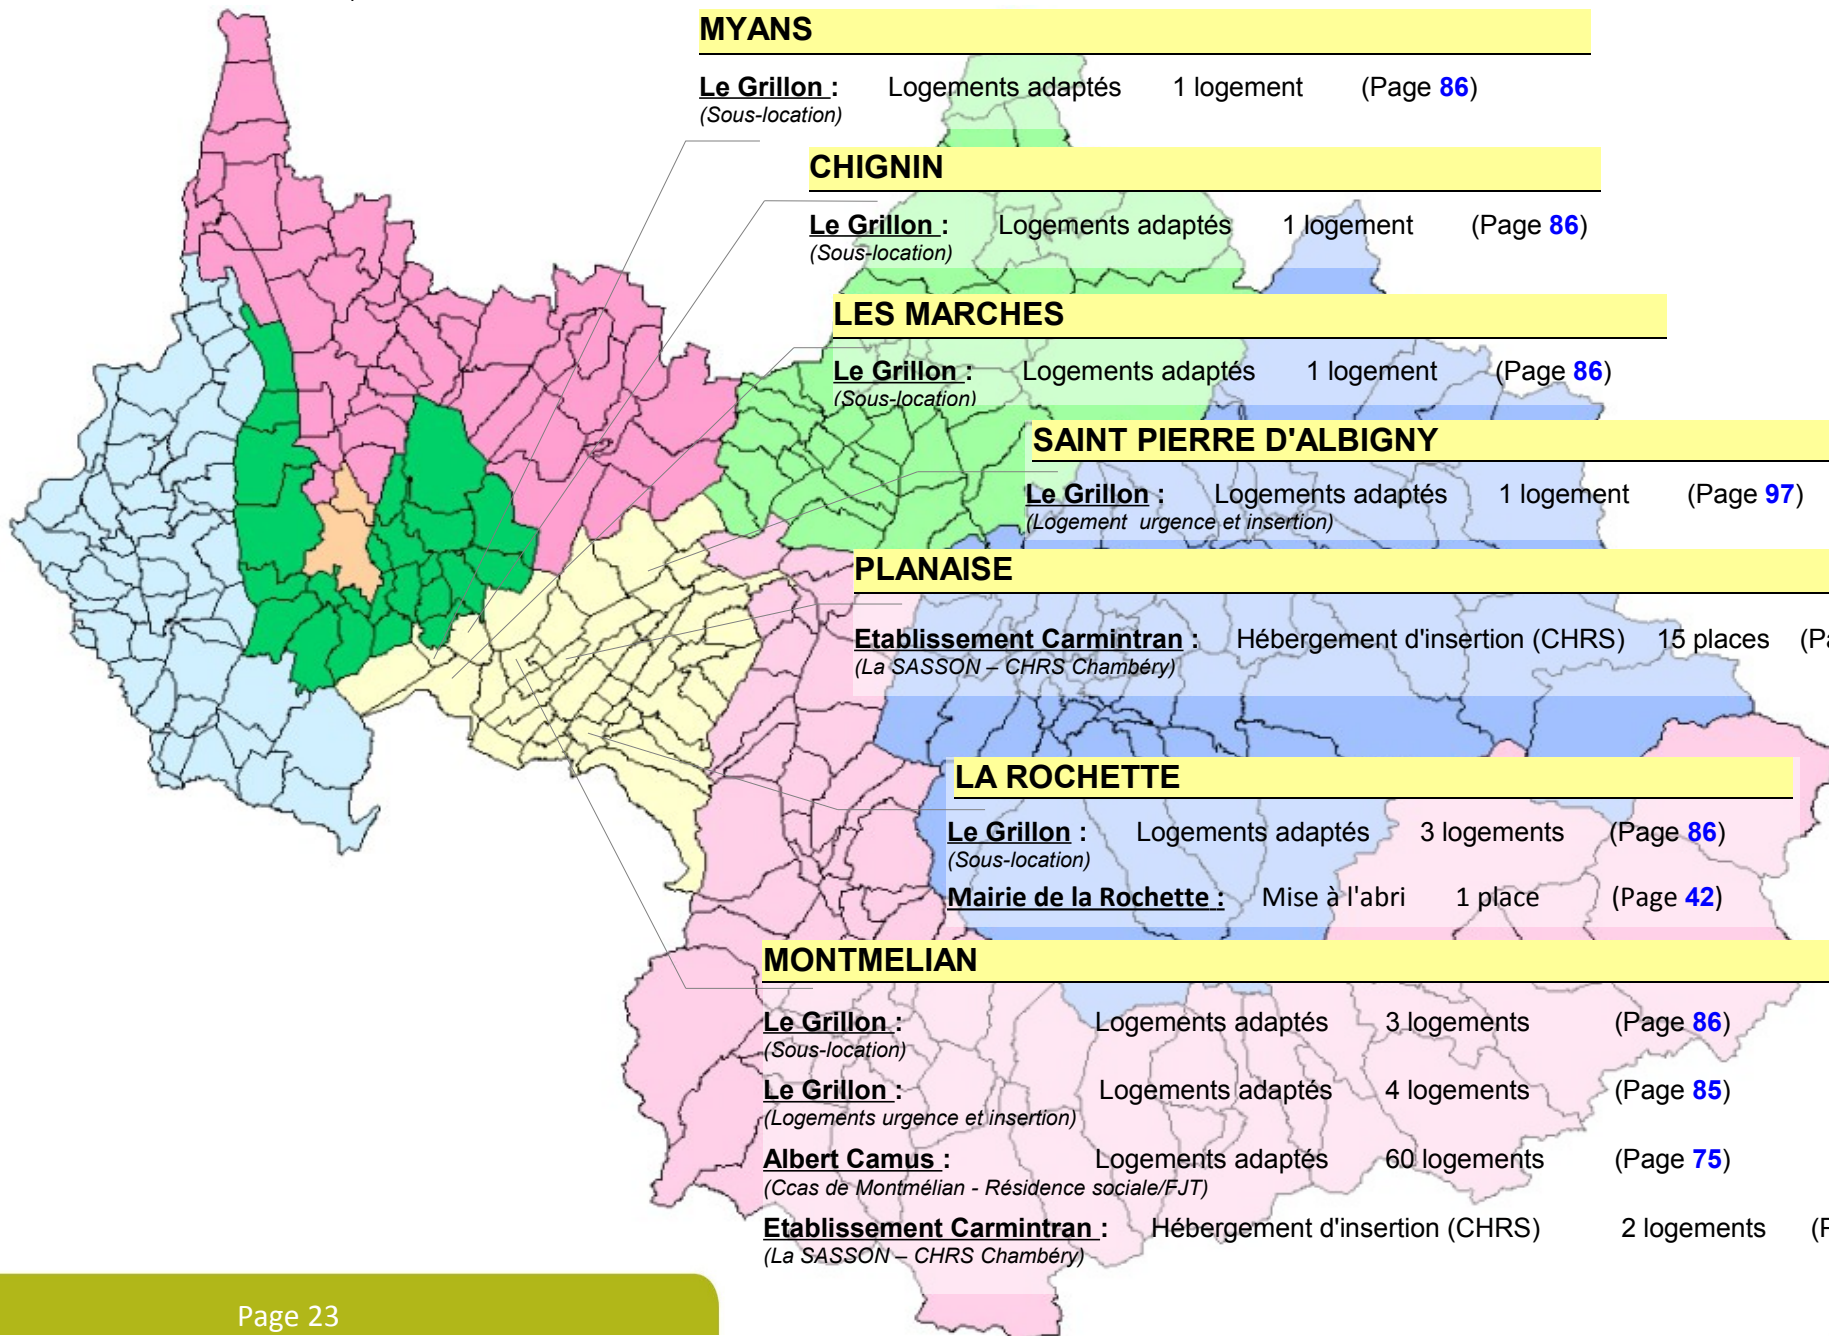 MYANS
Le Grillon : Logements adaptés 1 logement (Page 86)
(Sous-location)
CHIGNIN
Le Grillon : Logements adaptés 1 logement (Page 86)
(Sous-location)
LES MARCHES
Le Grillon : Logements adaptés 1 logement (Page 86)
(Sous-location)
SAINT PIERRE D'ALBIGNY
Le Grillon : Logements adaptés 1 logement (Page 97)
(Logement urgence et insertion)
PLANAISE
Etablissement Carmintran : Hébergement d'insertion (CHRS) 15 places
(La SASSON – CHRS Chambéry)
LA ROCHETTE
Le Grillon : Logements adaptés 3 logements (Page 86)
(Sous-location)
Mairie de la Rochette : Mise à l'abri 1 place (Page 42)
MONTMELIAN
Le Grillon : Logements adaptés 3 logements (Page 86)
(Sous-location)
Le Grillon : Logements adaptés 4 logements (Page 85)
(Logements urgence et insertion)
Albert Camus : Logements adaptés 60 logements (Page 75)
(Ccas de Montmélian - Résidence sociale/FJT)
Etablissement Carmintran : Hébergement d'insertion (CHRS) 2 logements
(La SASSON – CHRS Chambéry)
Page 23